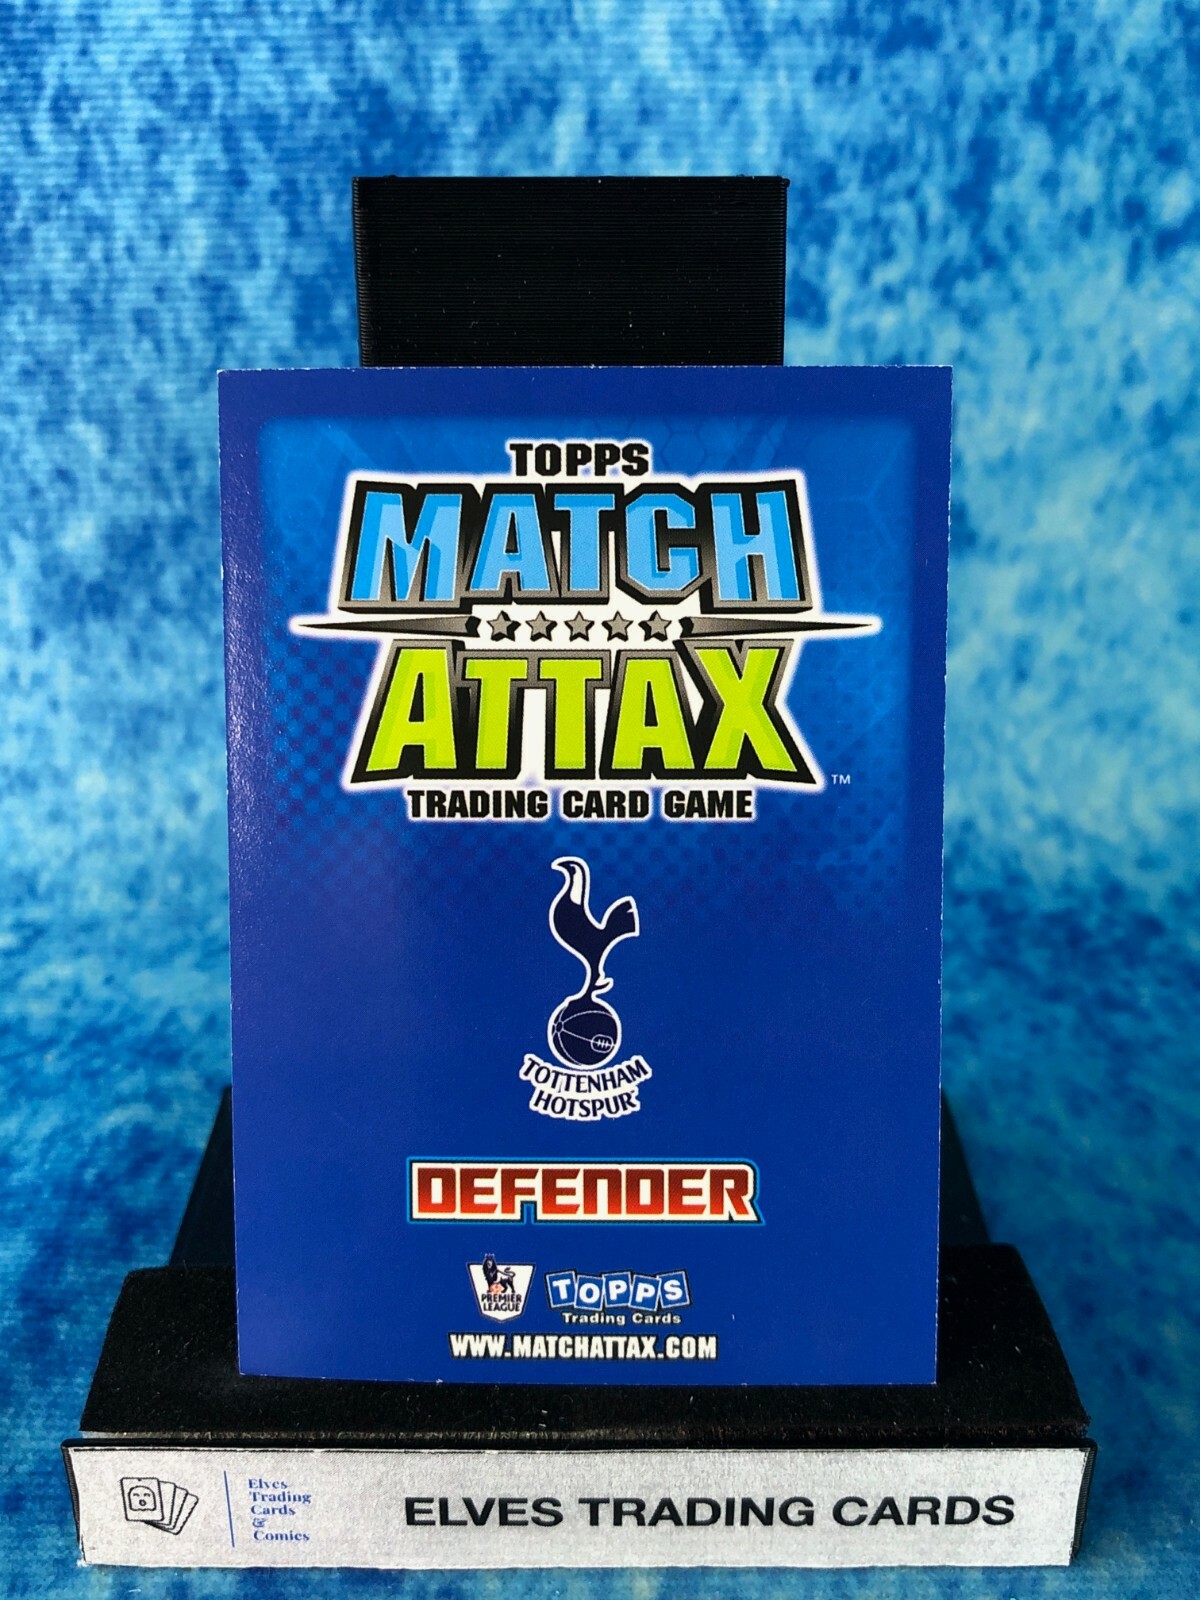 TOPPS
MATCH
ATTAX
TM
TRADING CARD GAME
TOTTENHAM
HOTSPUR
DEFENDER
PREMIER
LEAGUE
TOPPS
Trading Cards
WWW.MATCHATTAX.COM
Elves
Trading
Cards
&
Comics
ELVES TRADING CARDS